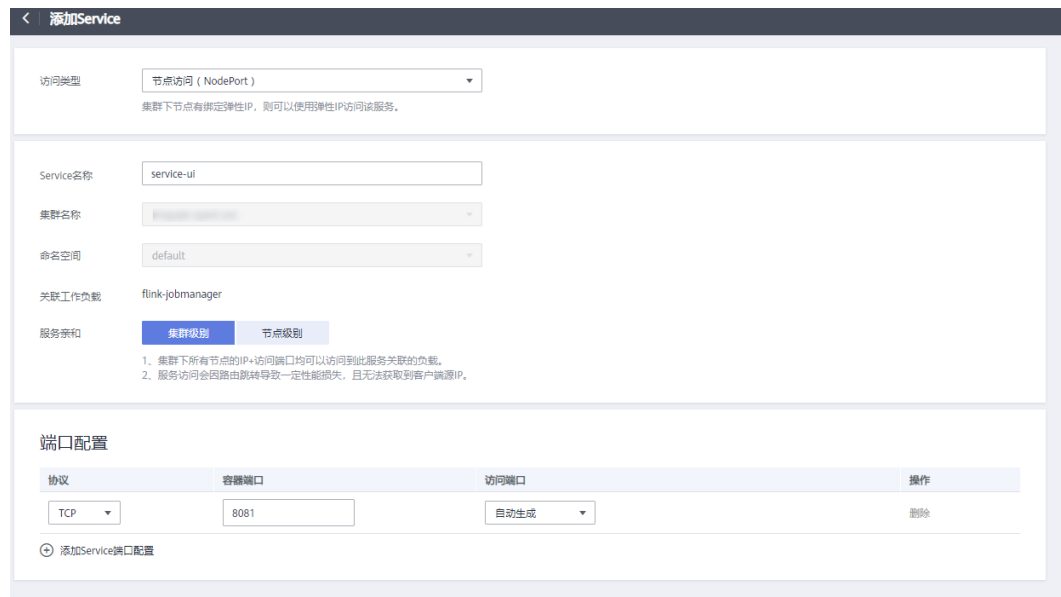 添加Service
访问类型
节点访问 ( NodePort )
集群下节点有绑定弹性IP，则可以使用弹性IP访问该服务。
Service名称
service-ui
集群名称
命名空间
default
关联工作负载
flink-jobmanager
服务亲和
集群级别 节点级别
1、集群下所有节点的IP+访问端口均可以访问到此服务关联的负载。
2、服务访问会因路由跳转导致一定性能损失，且无法获取到客户端源IP。
端口配置
协议 容器端口 访问端口 操作
TCP 8081 自动生成 删除
添加Service端口配置